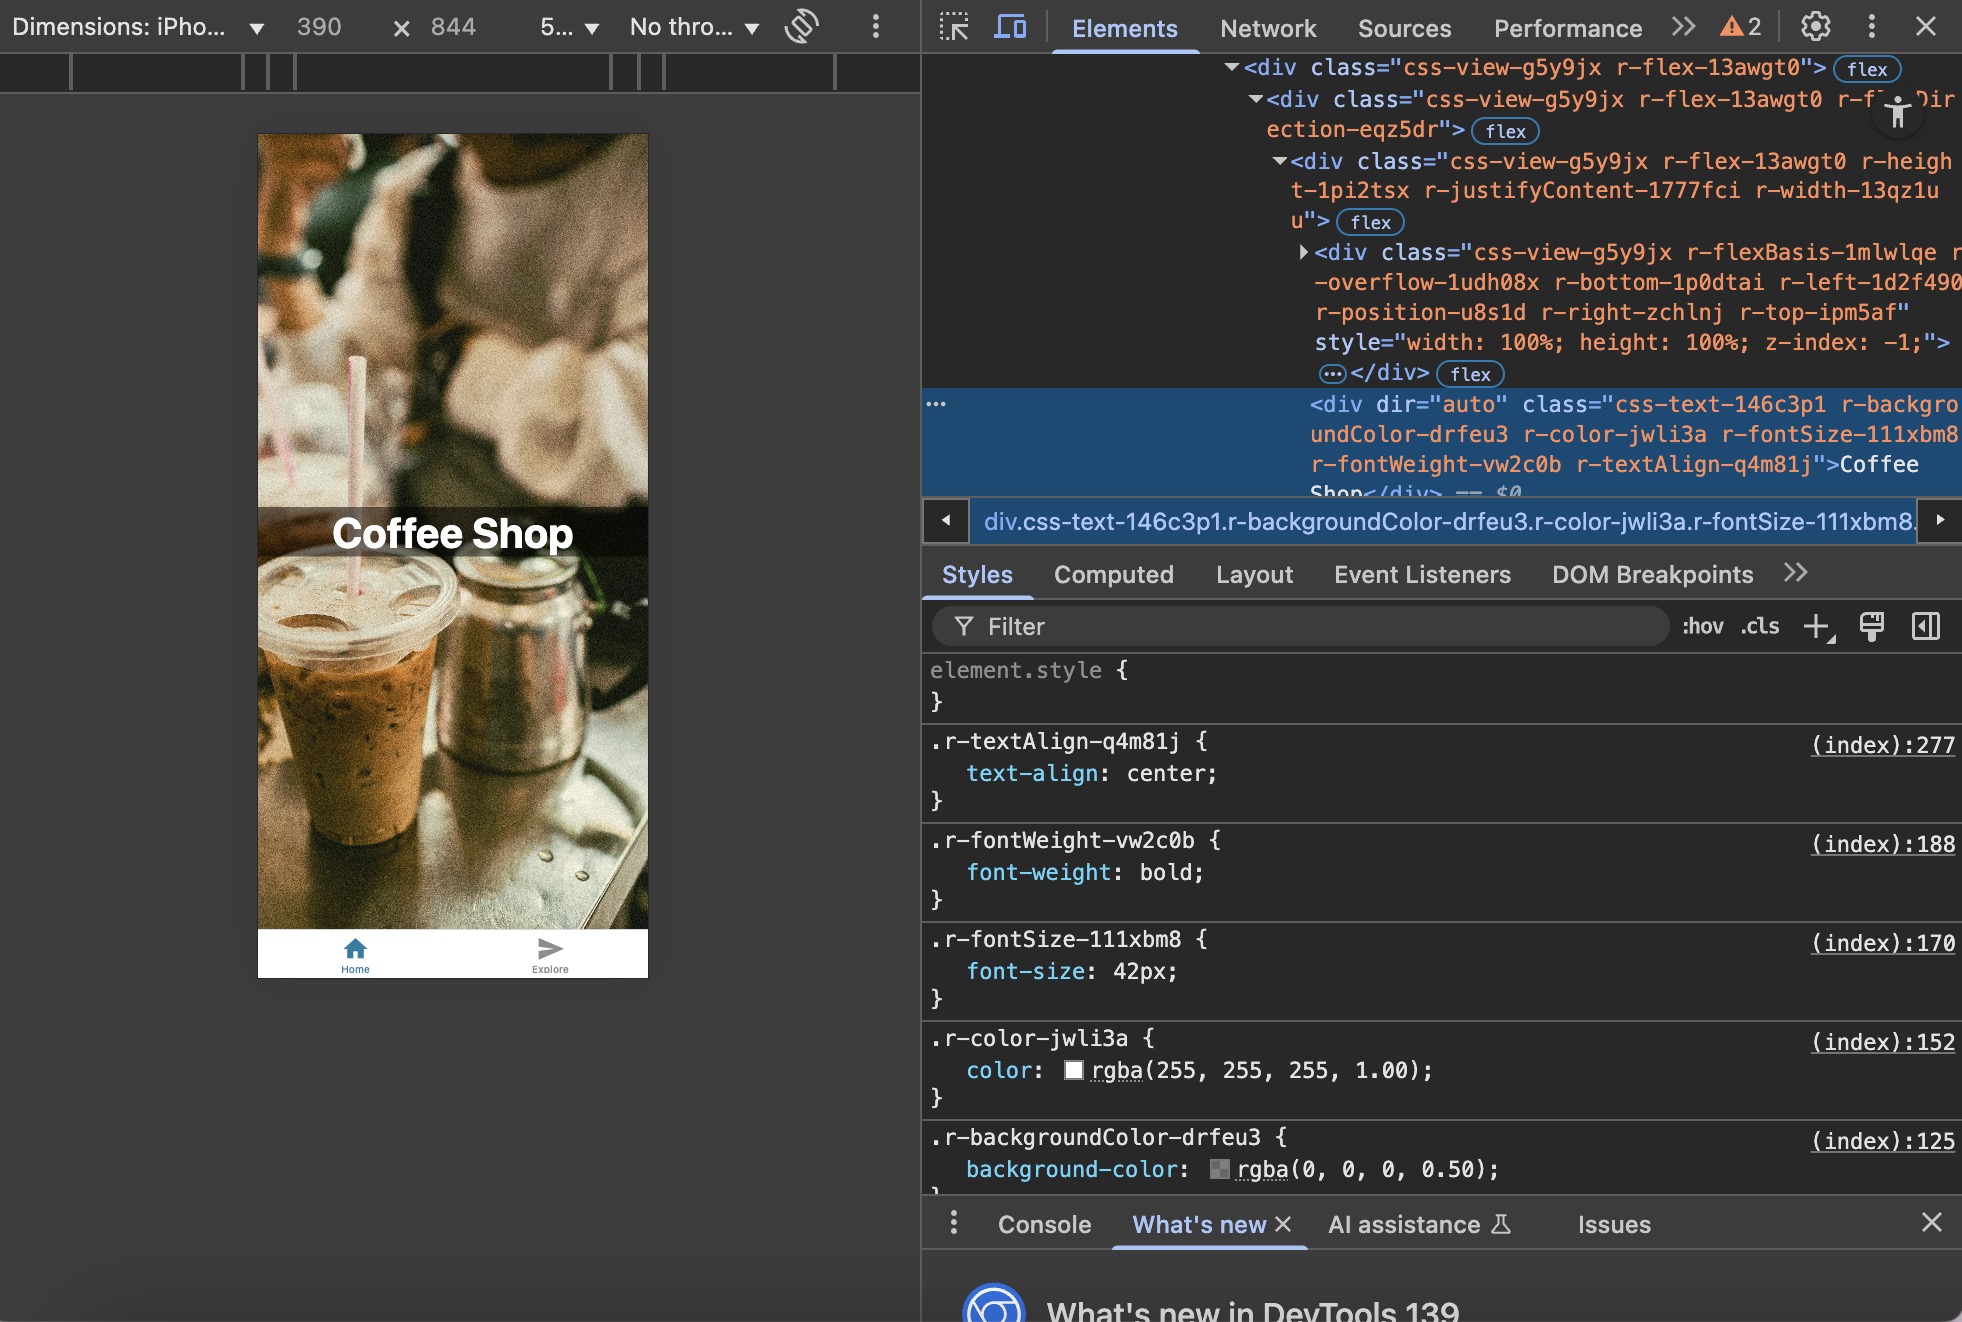 Dimensions: iPho... 390 × 844 5... No thro...
Elements Network Sources Performance 2
<div class="css-view-g5y9jx r-flex-13awgt0"> flex
<div class="css-view-g5y9jx r-flex-13awgt0
ection-eqz5dr"> flex
<div class="css-view-g5y9jx r-flex-13awgt0 r-heigh
t-1pi2tsx r-justifyContent-1777fci r-width-13qz1u
u"> flex
<div class="css-view-g5y9jx r-flexBasis-1mlwlqe r
-overflow-1udh08x r-bottom-1p0dtai r-left-1d2f490
r-position-u8s1d r-right-zchlnj r-top-ipm5af"
style="width: 100%; height: 100%; z-index: -1;">
…</div> flex
… <div dir="auto" class="css-text-146c3p1 r-backgro
undColor-drfeu3 r-color-jwli3a r-fontSize-111xbm8
r-fontWeight-vw2c0b r-textAlign-q4m81j">Coffee
Shop</div> == $0
div.css-text-146c3p1.r-backgroundColor-drfeu3.r-color-jwli3a.r-fontSize-111xbm8.
Styles Computed Layout Event Listeners DOM Breakpoints
Filter :hov .cls
element.style {
}
.r-textAlign-q4m81j { (index):277
text-align: center;
}
.r-fontWeight-vw2c0b { (index):188
font-weight: bold;
}
.r-fontSize-111xbm8 { (index):170
font-size: 42px;
}
.r-color-jwli3a { (index):152
color: rgba(255, 255, 255, 1.00);
}
.r-backgroundColor-drfeu3 { (index):125
background-color: rgba(0, 0, 0, 0.50);
}
Console What's new AI assistance Issues
What's new in DevTools 139
Coffee Shop
Home Explore